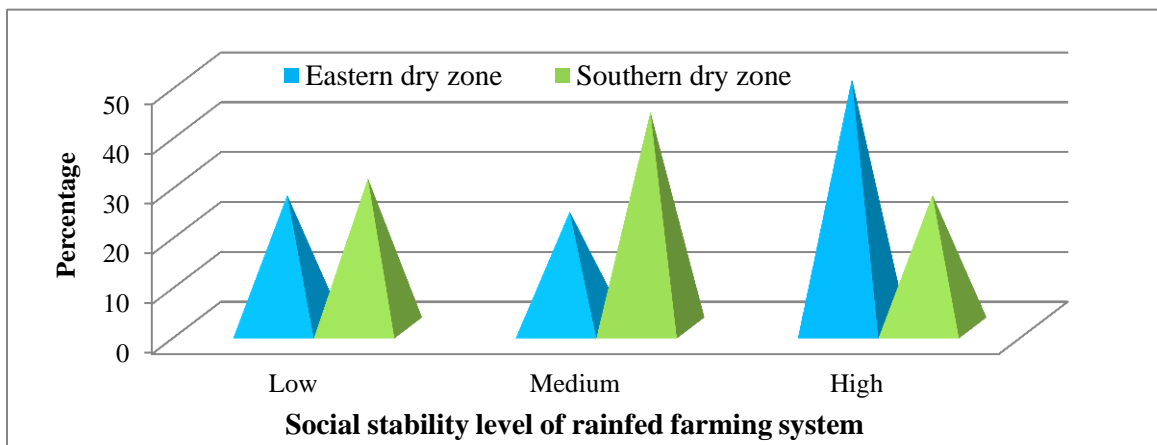 Eastern dry zone Southern dry zone
50
40
30
20
10
0
Percentage
Low Medium High
Social stability level of rainfed farming system